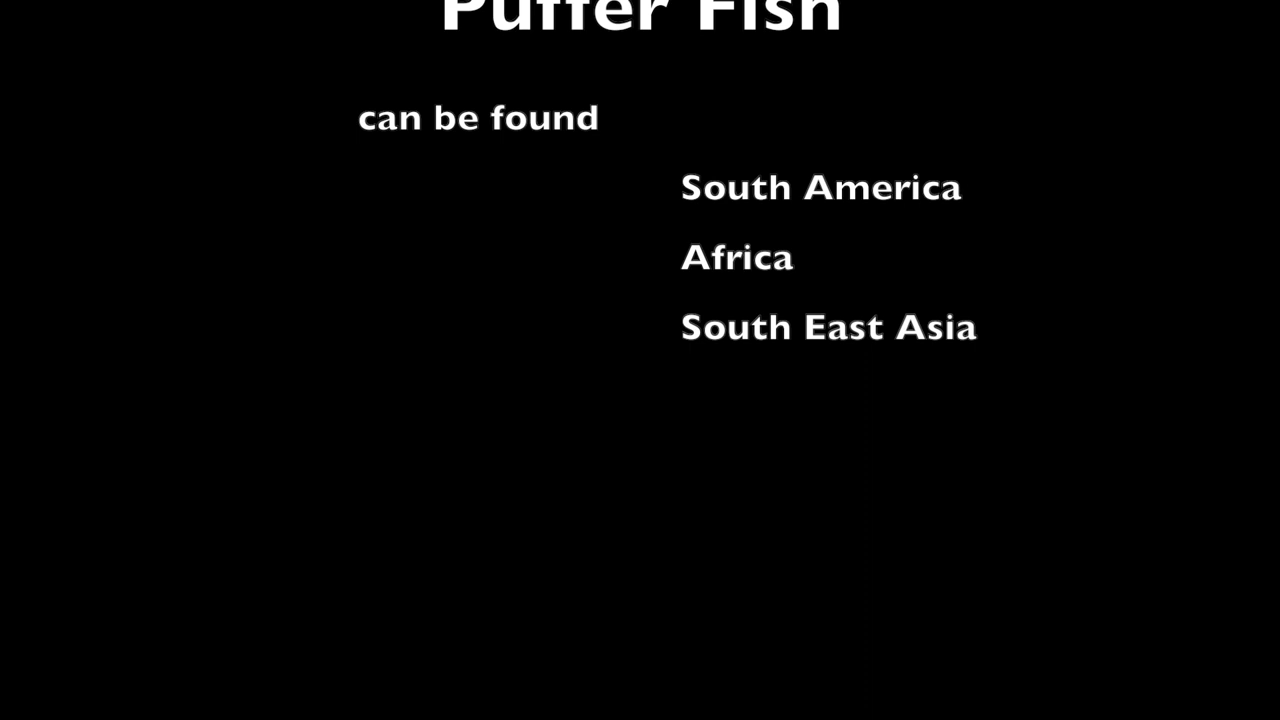 Puffer Fish
can be found
South America
Africa
South East Asia